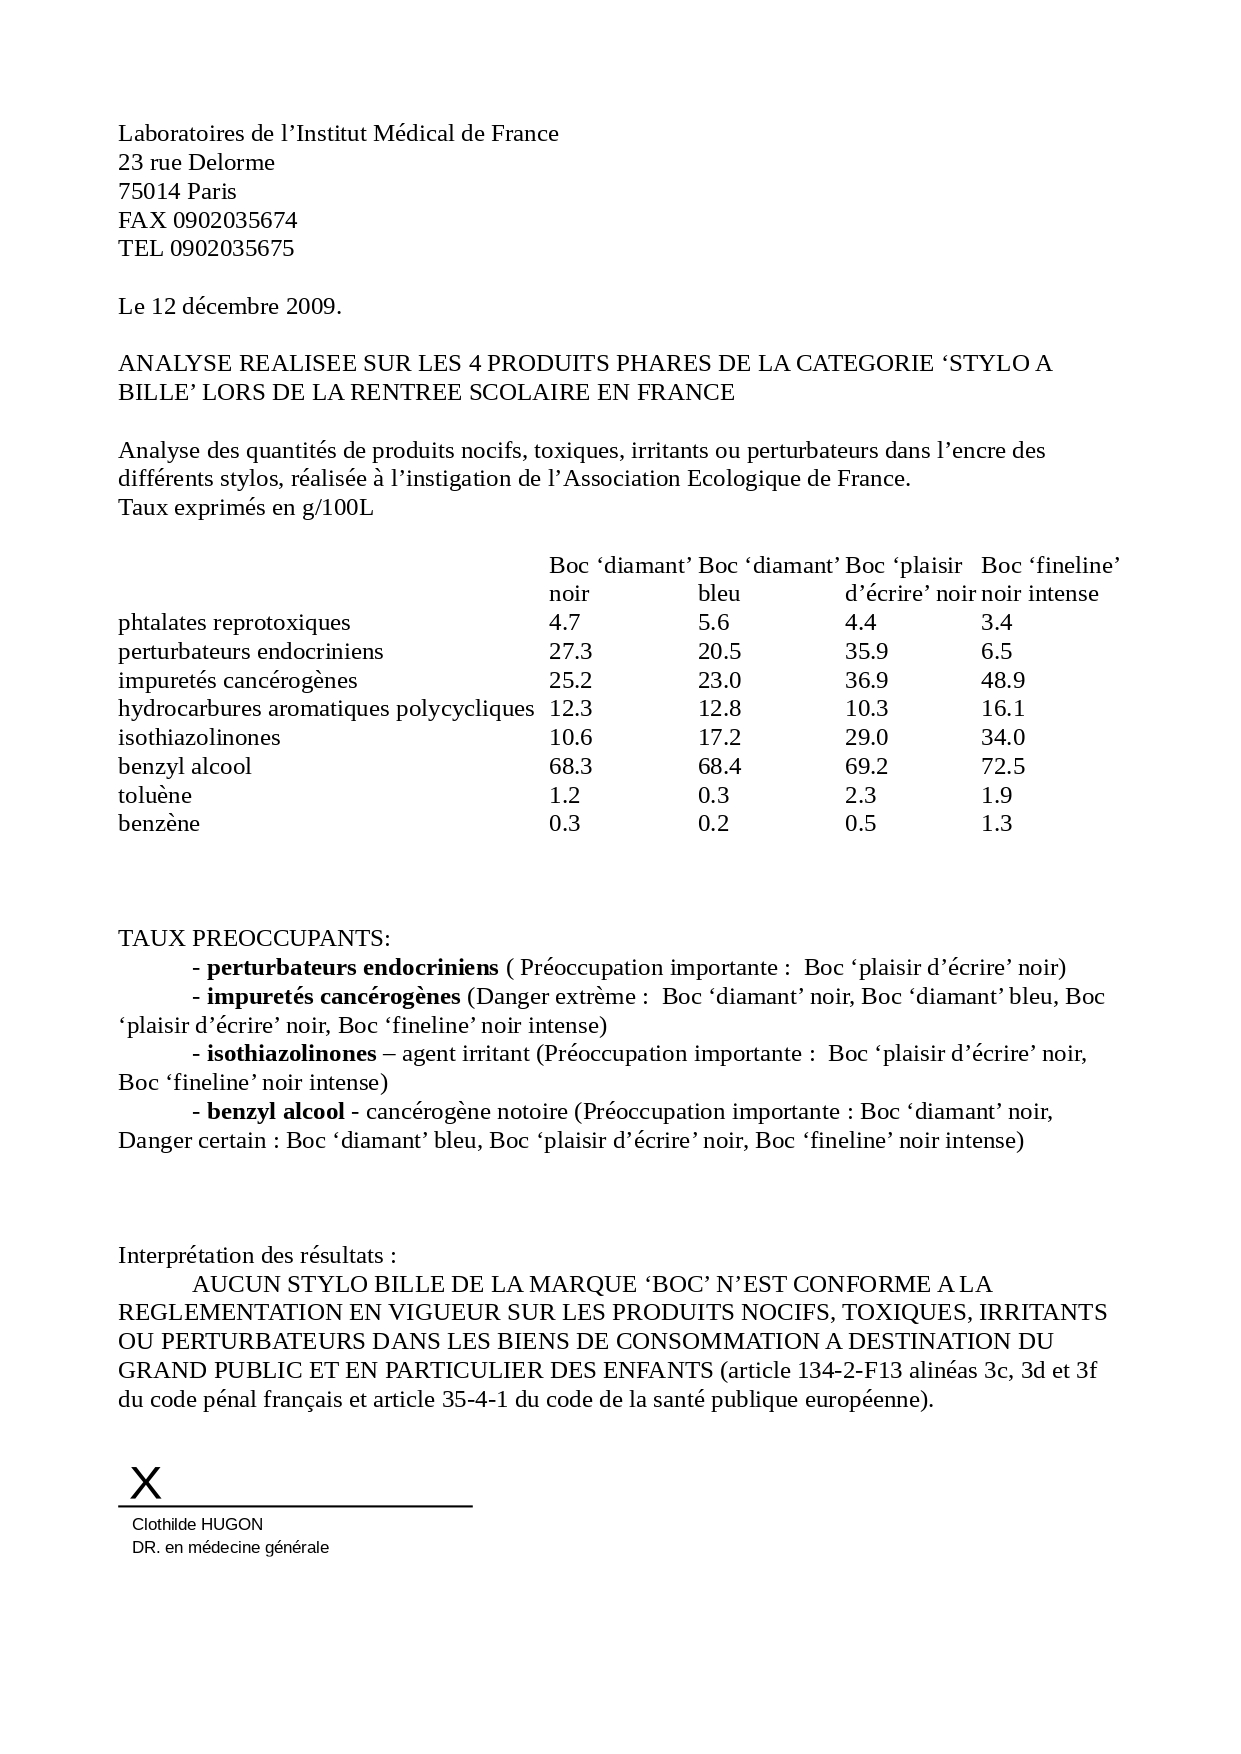 Laboratoires de l’Institut Médical de France
23 rue Delorme
75014 Paris
FAX 0902035674
TEL 0902035675
Le 12 décembre 2009.
ANALYSE REALISEE SUR LES 4 PRODUITS PHARES DE LA CATEGORIE ‘STYLO A
BILLE’ LORS DE LA RENTREE SCOLAIRE EN FRANCE
Analyse des quantités de produits nocifs, toxiques, irritants ou perturbateurs dans l’encre des
différents stylos, réalisée à l’instigation de l’Association Ecologique de France.
Taux exprimés en g/100L
Boc ‘diamant’ Boc ‘diamant’ Boc ‘plaisir Boc ‘fineline’
noir bleu d’écrire’ noir noir intense
phtalates reprotoxiques 4.7 5.6 4.4 3.4
perturbateurs endocriniens 27.3 20.5 35.9 6.5
impuretés cancérogènes 25.2 23.0 36.9 48.9
hydrocarbures aromatiques polycycliques 12.3 12.8 10.3 16.1
isothiazolinones 10.6 17.2 29.0 34.0
benzyl alcool 68.3 68.4 69.2 72.5
toluène 1.2 0.3 2.3 1.9
benzène 0.3 0.2 0.5 1.3
TAUX PREOCCUPANTS:
- perturbateurs endocriniens ( Préoccupation importante :  Boc ‘plaisir d’écrire’ noir)
- impuretés cancérogènes (Danger extrème :  Boc ‘diamant’ noir, Boc ‘diamant’ bleu, Boc
‘plaisir d’écrire’ noir, Boc ‘fineline’ noir intense)
- isothiazolinones – agent irritant (Préoccupation importante :  Boc ‘plaisir d’écrire’ noir,
Boc ‘fineline’ noir intense)
- benzyl alcool - cancérogène notoire (Préoccupation importante : Boc ‘diamant’ noir,
Danger certain : Boc ‘diamant’ bleu, Boc ‘plaisir d’écrire’ noir, Boc ‘fineline’ noir intense)
Interprétation des résultats :
AUCUN STYLO BILLE DE LA MARQUE ‘BOC’ N’EST CONFORME A LA
REGLEMENTATION EN VIGUEUR SUR LES PRODUITS NOCIFS, TOXIQUES, IRRITANTS
OU PERTURBATEURS DANS LES BIENS DE CONSOMMATION A DESTINATION DU
GRAND PUBLIC ET EN PARTICULIER DES ENFANTS (article 134-2-F13 alinéas 3c, 3d et 3f
du code pénal français et article 35-4-1 du code de la santé publique européenne).
X
Clothilde HUGON
DR. en médecine générale